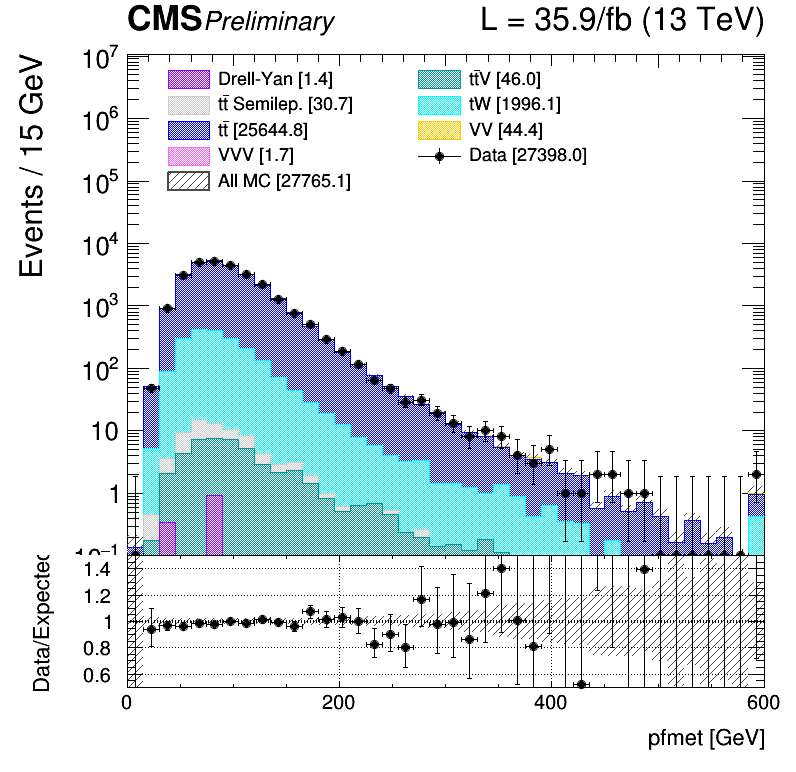 CMS Preliminary L = 35.9/fb (13 TeV)
Events / 15 GeV
10⁷
10⁶
10⁵
10⁴
10³
10²
10
1
10⁻¹
Drell-Yan [1.4]
tt̄ Semilep. [30.7]
tt̄ [25644.8]
VVV [1.7]
All MC [27765.1]
tt̄V [46.0]
tW [1996.1]
VV [44.4]
Data [27398.0]
Data/Expected
1.4
1.2
1
0.8
0.6
0 200 400 600
pfmet [GeV]